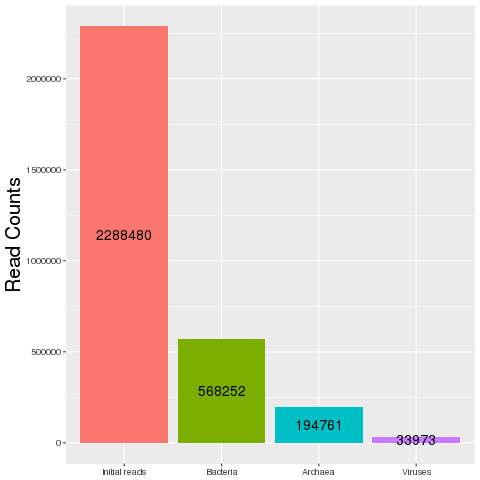 Read Counts
2000000
1500000
1000000
500000
0
2288480
568252
194761
33973
Initial reads
Bacteria
Archaea
Viruses